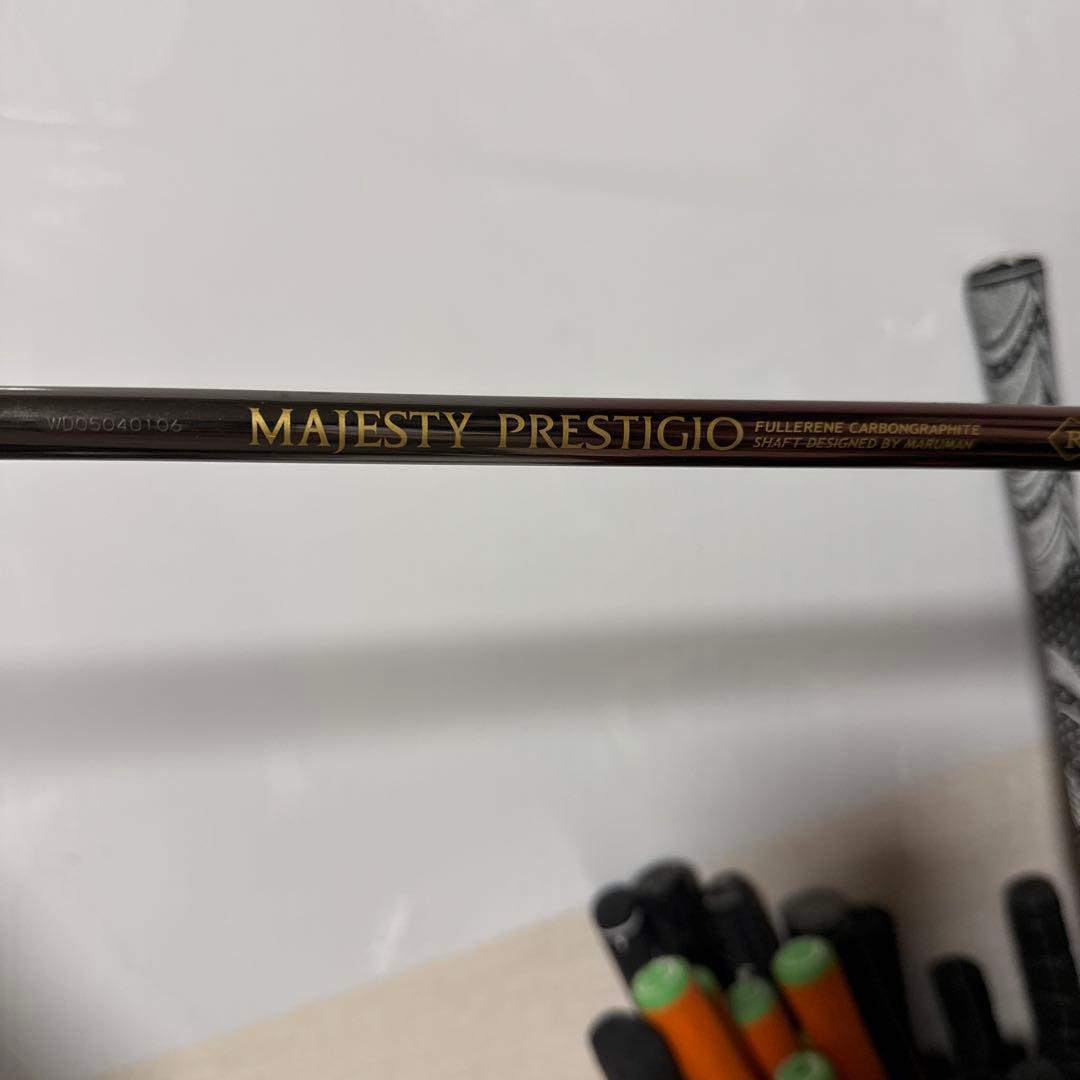 WD05040106
MAJESTY PRESTIGIO
FULLERENE CARBONGRAPHITE
SHAFT-DESIGNED BY MARUMAN
R